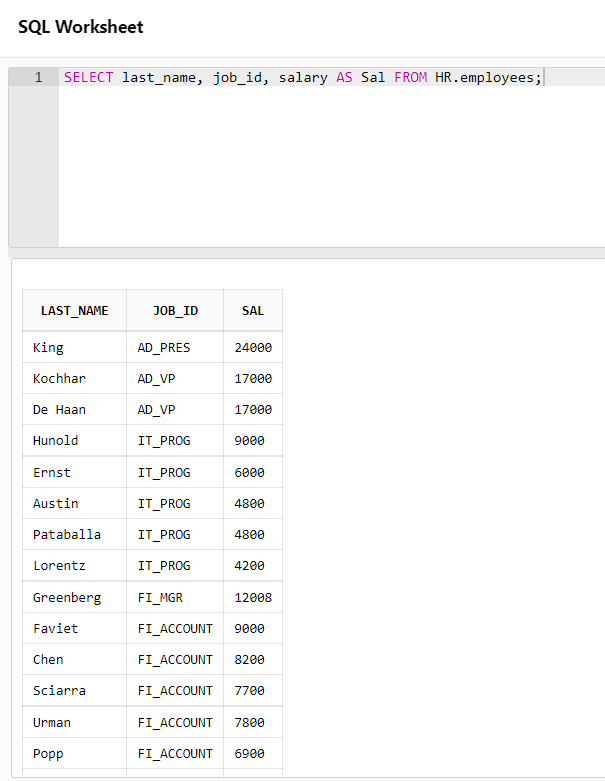 SQL Worksheet
1 SELECT last_name, job_id, salary AS Sal FROM HR.employees;
LAST_NAME JOB_ID SAL
King AD_PRES 24000
Kochhar AD_VP 17000
De Haan AD_VP 17000
Hunold IT_PROG 9000
Ernst IT_PROG 6000
Austin IT_PROG 4800
Pataballa IT_PROG 4800
Lorentz IT_PROG 4200
Greenberg FI_MGR 12008
Faviet FI_ACCOUNT 9000
Chen FI_ACCOUNT 8200
Sciarra FI_ACCOUNT 7700
Urman FI_ACCOUNT 7800
Popp FI_ACCOUNT 6900